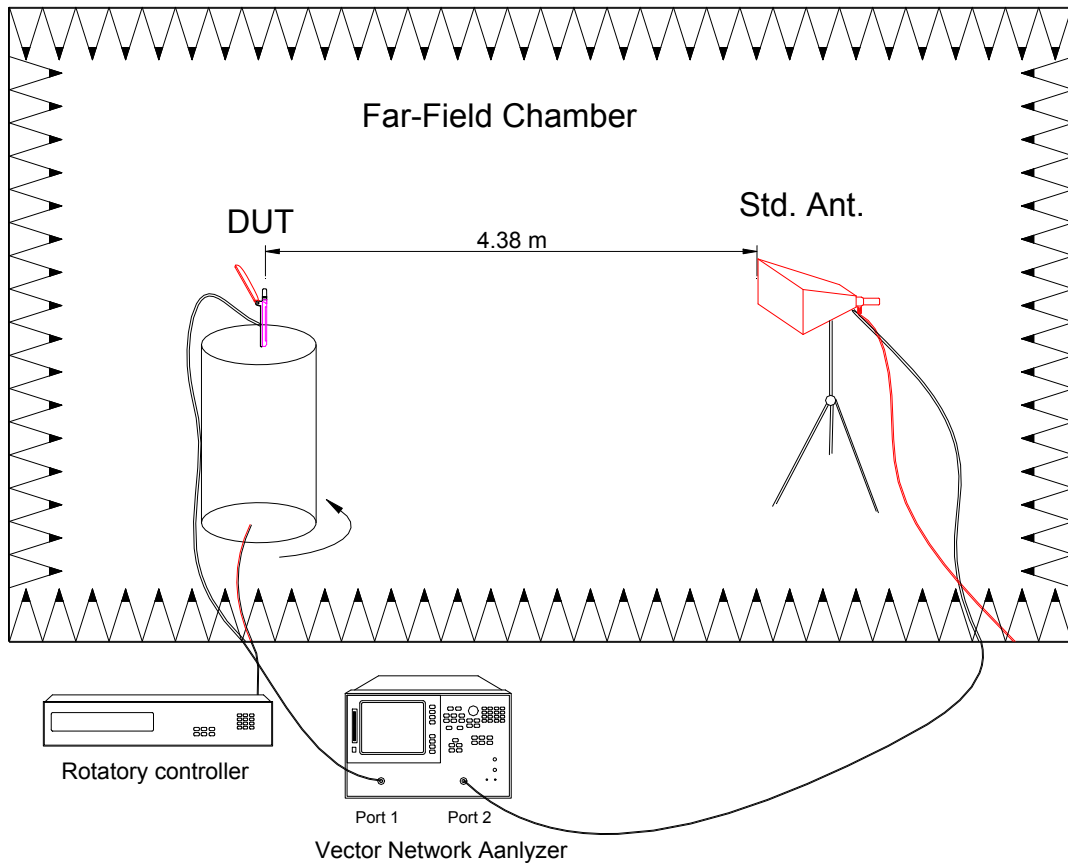 Far-Field Chamber
DUT
Std. Ant.
4.38 m
Rotatory controller
Port 1
Port 2
Vector Network Aanlyzer